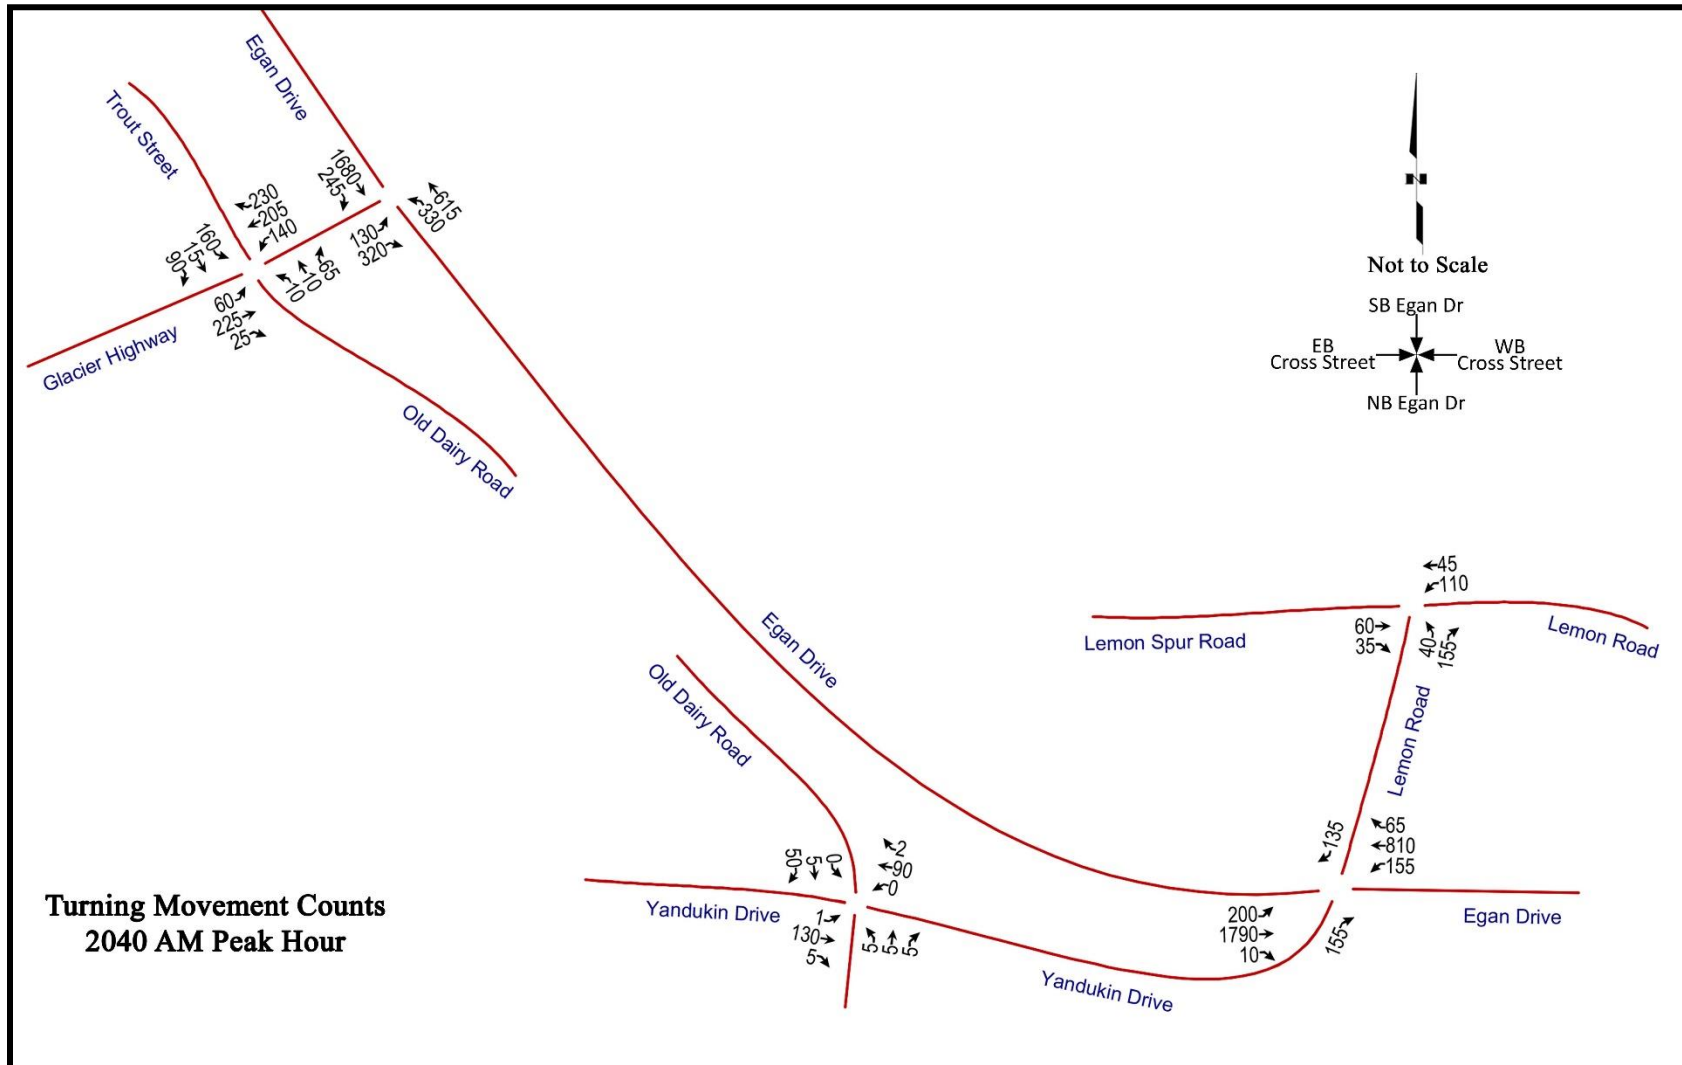 Egan Drive
Trout Street
1680
245
615
330
230
205
140
160
15
90
130
320
65
10
10
60
225
25
Glacier Highway
Old Dairy Road
N
Not to Scale
SB Egan Dr
EB
Cross Street
WB
Cross Street
NB Egan Dr
Egan Drive
45
110
Lemon Spur Road
60
35
40
155
Lemon Road
Lemon Road
Old Dairy Road
135
65
810
155
50
5
0
2
90
0
Yandukin Drive
1
130
5
5
5
5
Yandukin Drive
200
1790
10
155
Egan Drive
Turning Movement Counts
2040 AM Peak Hour